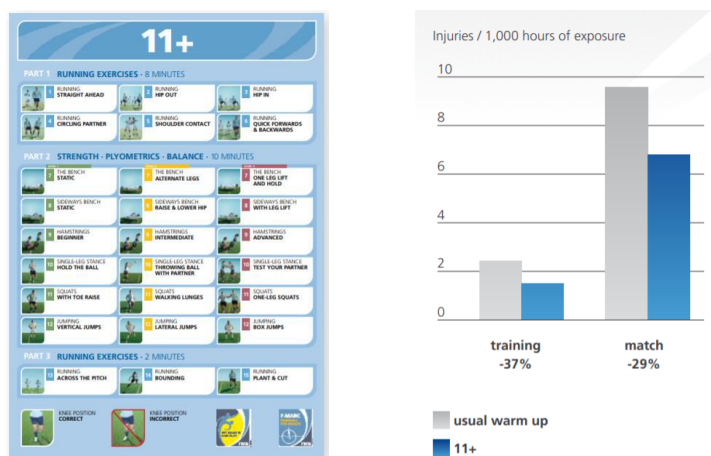 11+
PART 1 RUNNING EXERCISES · 8 MINUTES
1 RUNNING
STRAIGHT AHEAD
2 RUNNING
HIP OUT
3 RUNNING
HIP IN
4 RUNNING
CIRCLING PARTNER
5 RUNNING
SHOULDER CONTACT
6 RUNNING
QUICK FORWARDS
& BACKWARDS
PART 2 STRENGTH · PLYOMETRICS · BALANCE · 10 MINUTES
7 THE BENCH
STATIC
7 THE BENCH
ALTERNATE LEGS
7 THE BENCH
ONE LEG LIFT
AND HOLD
8 SIDEWAYS BENCH
STATIC
8 SIDEWAYS BENCH
RAISE & LOWER HIP
8 SIDEWAYS BENCH
WITH LEG LIFT
9 HAMSTRINGS
BEGINNER
9 HAMSTRINGS
INTERMEDIATE
9 HAMSTRINGS
ADVANCED
10 SINGLE-LEG STANCE
HOLD THE BALL
10 SINGLE-LEG STANCE
THROWING BALL
WITH PARTNER
10 SINGLE-LEG STANCE
TEST YOUR PARTNER
11 SQUATS
WITH TOE RAISE
11 SQUATS
WALKING LUNGES
11 SQUATS
ONE-LEG SQUATS
12 JUMPING
VERTICAL JUMPS
12 JUMPING
LATERAL JUMPS
12 JUMPING
BOX JUMPS
PART 3 RUNNING EXERCISES · 2 MINUTES
13 RUNNING
ACROSS THE PITCH
14 RUNNING
BOUNDING
15 RUNNING
PLANT & CUT
KNEE POSITION
CORRECT
KNEE POSITION
INCORRECT
F-MARC
Injuries / 1,000 hours of exposure
10
8
6
4
2
0
training
-37%
match
-29%
usual warm up
11+